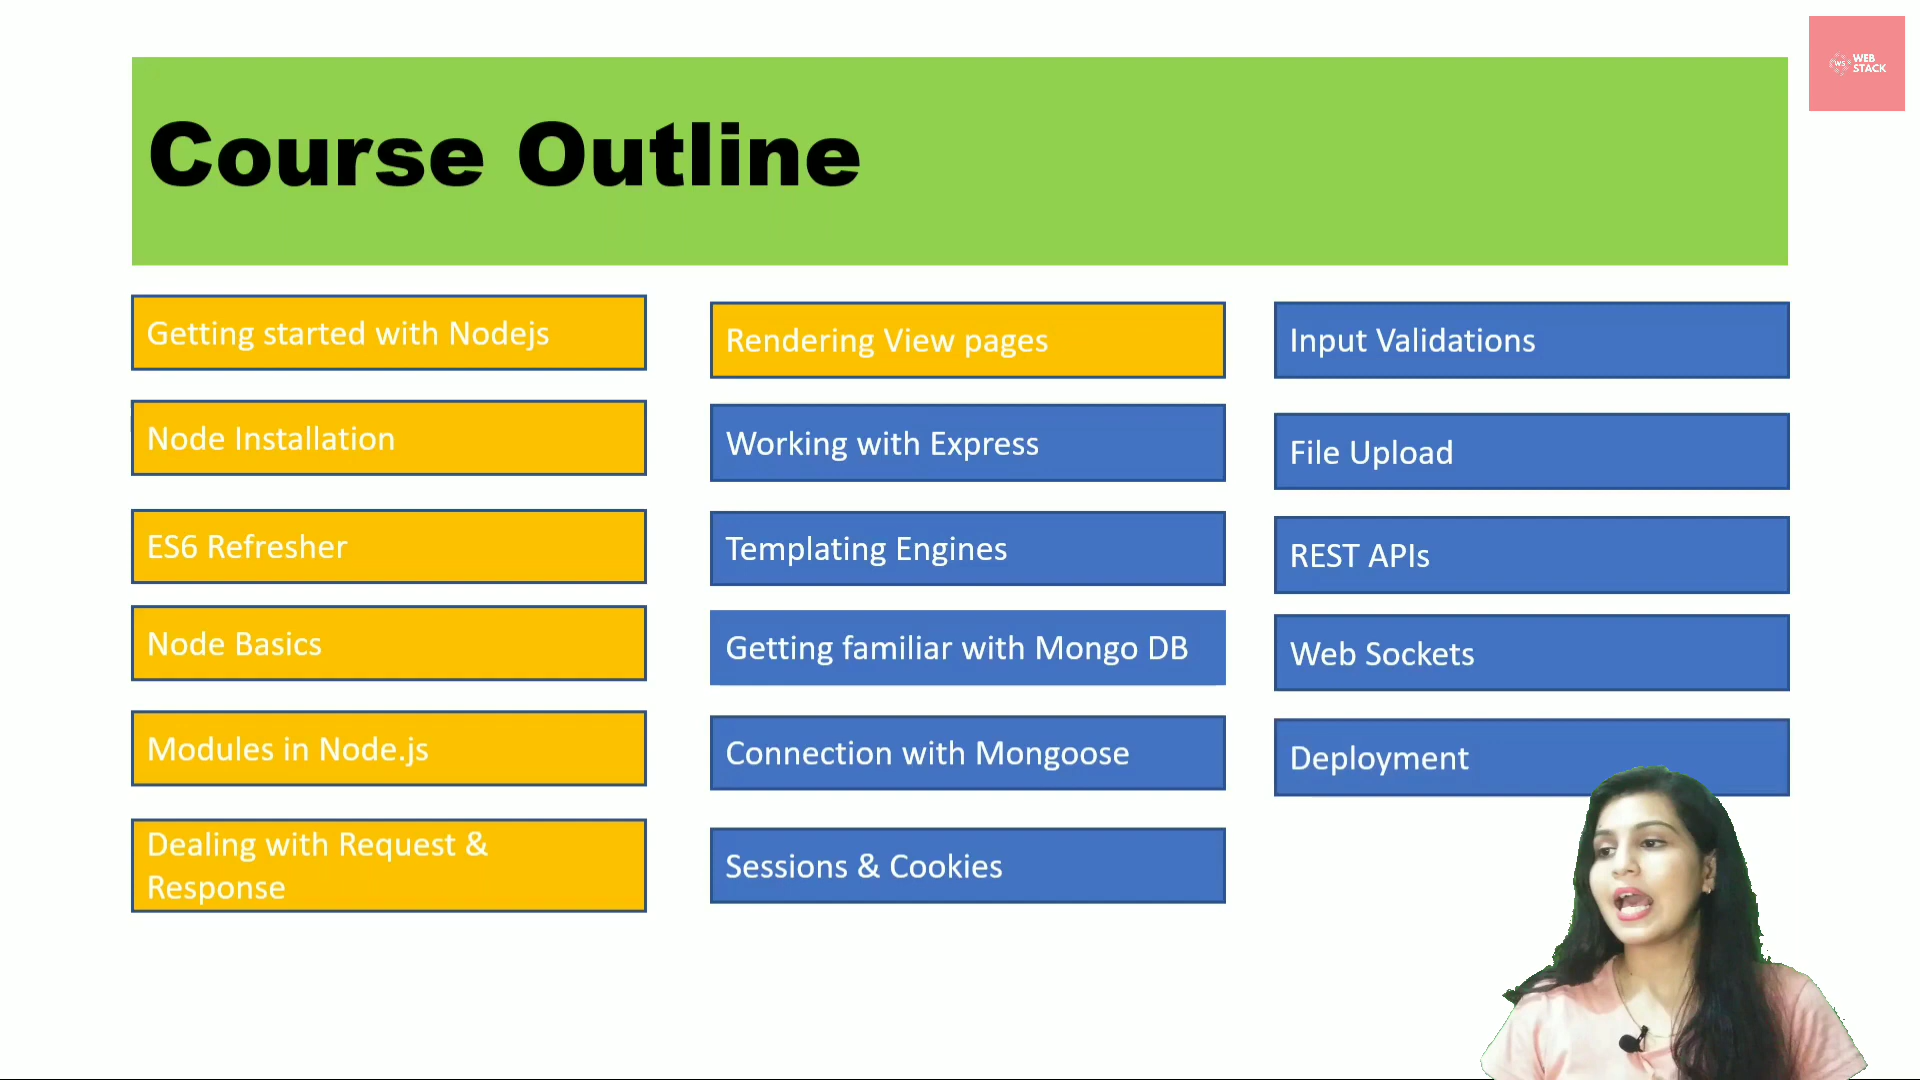 WS
WEB
STACK
Course Outline
Getting started with Nodejs
Node Installation
ES6 Refresher
Node Basics
Modules in Node.js
Dealing with Request &
Response
Rendering View pages
Working with Express
Templating Engines
Getting familiar with Mongo DB
Connection with Mongoose
Sessions & Cookies
Input Validations
File Upload
REST APIs
Web Sockets
Deployment